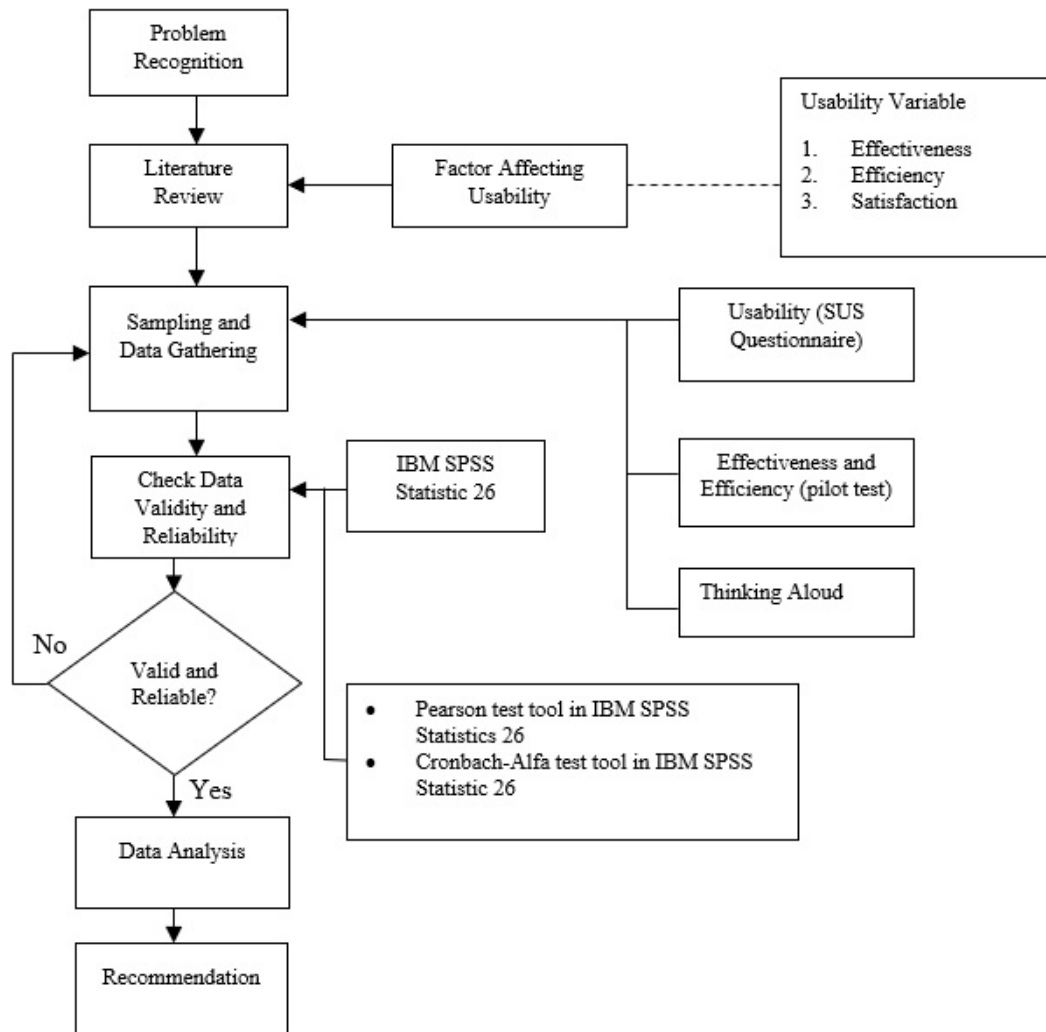 Problem
Recognition
Usability Variable
1. Effectiveness
2. Efficiency
3. Satisfaction
Literature
Review
Factor Affecting
Usability
Sampling and
Data Gathering
Usability (SUS
Questionnaire)
Effectiveness and
Efficiency (pilot test)
Thinking Aloud
Check Data
Validity and
Reliability
IBM SPSS
Statistic 26
No
Valid and
Reliable?
Yes
• Pearson test tool in IBM SPSS
Statistics 26
• Cronbach-Alfa test tool in IBM SPSS
Statistic 26
Data Analysis
Recommendation